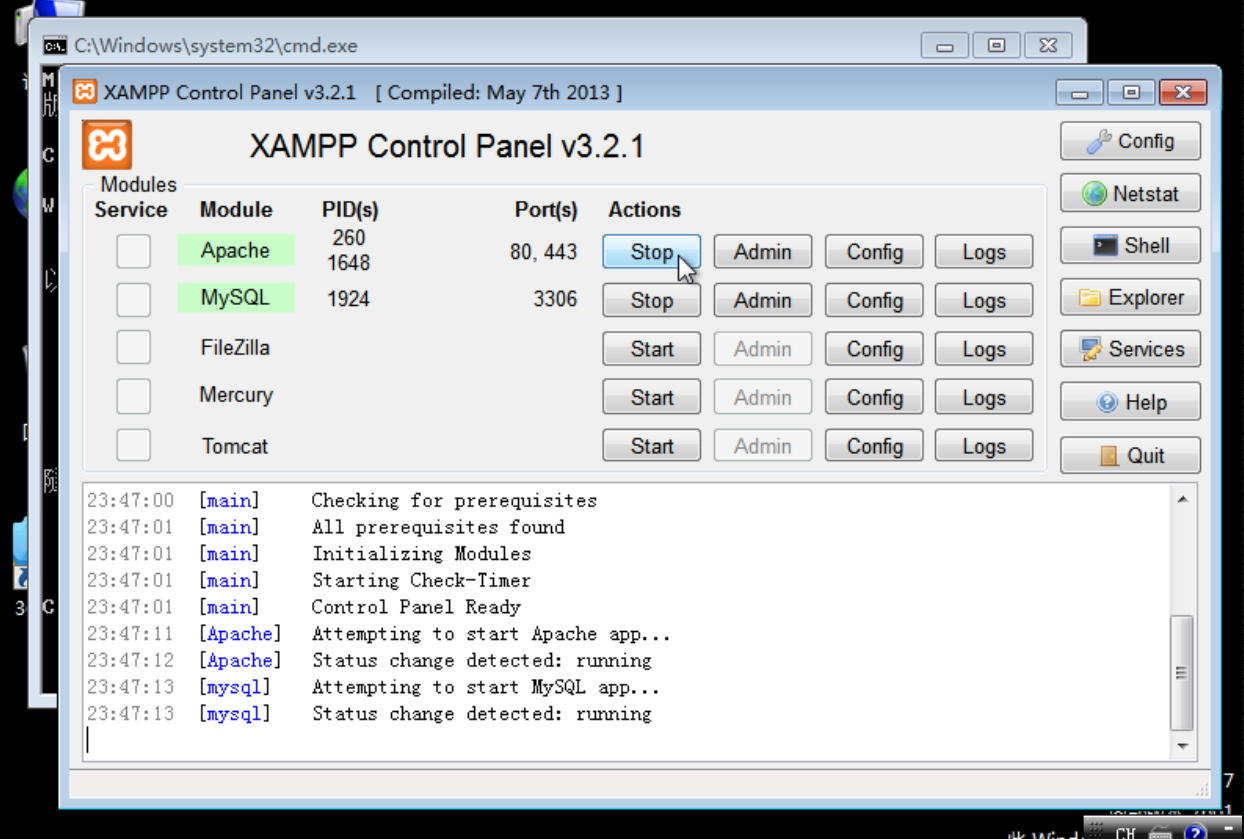 C:\Windows\system32\cmd.exe
XAMPP Control Panel v3.2.1 [ Compiled: May 7th 2013 ]
XAMPP Control Panel v3.2.1
Config
Modules
Netstat
Service Module PID(s) Port(s) Actions
Apache 260 1648 80, 443 Stop Admin Config Logs
Shell
MySQL 1924 3306 Stop Admin Config Logs
Explorer
FileZilla Start Admin Config Logs
Services
Mercury Start Admin Config Logs
Help
Tomcat Start Admin Config Logs
Quit
23:47:00 [main] Checking for prerequisites
23:47:01 [main] All prerequisites found
23:47:01 [main] Initializing Modules
23:47:01 [main] Starting Check-Timer
23:47:01 [main] Control Panel Ready
23:47:11 [Apache] Attempting to start Apache app...
23:47:12 [Apache] Status change detected: running
23:47:13 [mysql] Attempting to start MySQL app...
23:47:13 [mysql] Status change detected: running
CH